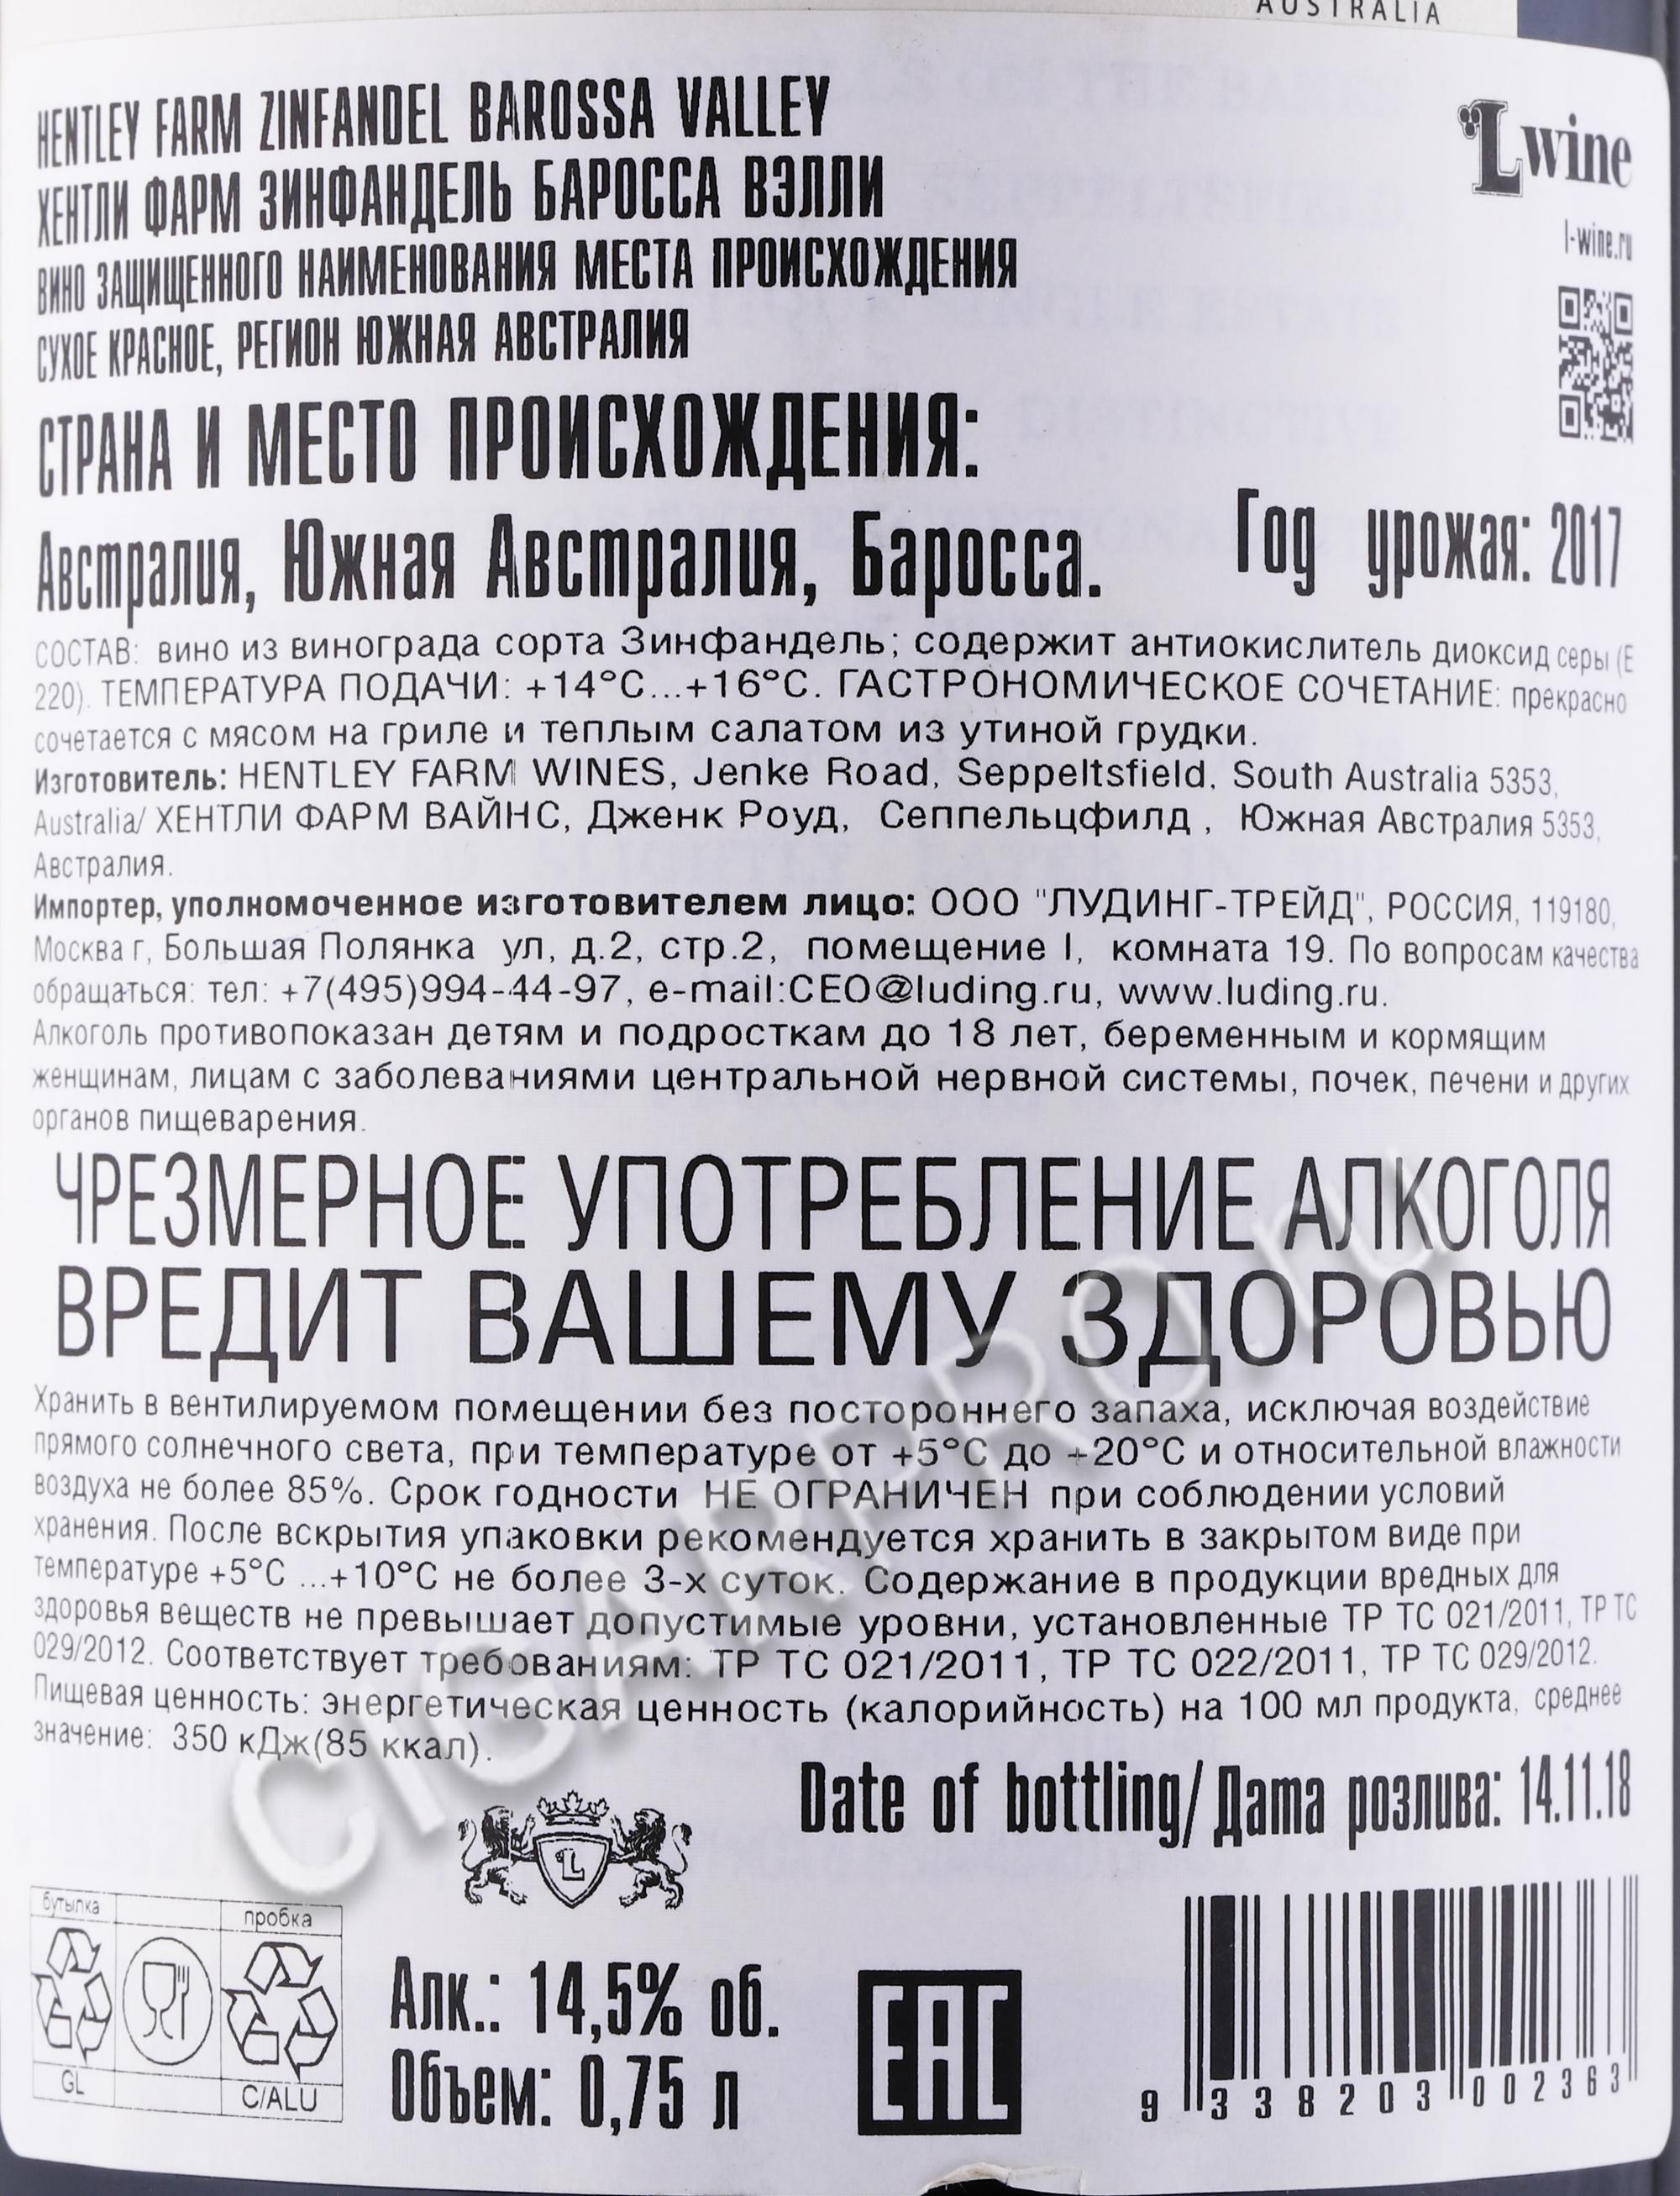 AUSTRALIA
HENTLEY FARM ZINFANDEL BAROSSA VALLEY
ХЕНТЛИ ФАРМ ЗИНФАНДЕЛЬ БАРОССА ВЭЛЛИ
ВИНО ЗАЩИЩЕННОГО НАИМЕНОВАНИЯ МЕСТА ПРОИСХОЖДЕНИЯ
СУХОЕ КРАСНОЕ, РЕГИОН ЮЖНАЯ АВСТРАЛИЯ
L wine
l-wine.ru
СТРАНА И МЕСТО ПРОИСХОЖДЕНИЯ:
Австралия, Южная Австралия, Баросса.
Год урожая: 2017
СОСТАВ: вино из винограда сорта Зинфандель; содержит антиокислитель диоксид серы (Е
220). ТЕМПЕРАТУРА ПОДАЧИ: +14°С...+16°С. ГАСТРОНОМИЧЕСКОЕ СОЧЕТАНИЕ: прекрасно
сочетается с мясом на гриле и теплым салатом из утиной грудки.
Изготовитель: HENTLEY FARM WINES, Jenke Road, Seppeltsfield, South Australia 5353,
Australia/ ХЕНТЛИ ФАРМ ВАЙНС, Дженк Роуд, Сеппельцфилд , Южная Австралия 5353,
Австралия.
Импортер, уполномоченное изготовителем лицо: ООО "ЛУДИНГ-ТРЕЙД", РОССИЯ, 119180,
Москва г, Большая Полянка ул, д.2, стр.2, помещение I, комната 19. По вопросам качества
обращаться: тел: +7(495)994-44-97, e-mail:CEO@luding.ru, www.luding.ru.
Алкоголь противопоказан детям и подросткам до 18 лет, беременным и кормящим
женщинам, лицам с заболеваниями центральной нервной системы, почек, печени и других
органов пищеварения.
ЧРЕЗМЕРНОЕ УПОТРЕБЛЕНИЕ АЛКОГОЛЯ
ВРЕДИТ ВАШЕМУ ЗДОРОВЬЮ
Хранить в вентилируемом помещении без постороннего запаха, исключая воздействие
прямого солнечного света, при температуре от +5°С до +20°С и относительной влажности
воздуха не более 85%. Срок годности НЕ ОГРАНИЧЕН при соблюдении условий
хранения. После вскрытия упаковки рекомендуется хранить в закрытом виде при
температуре +5°С ...+10°С не более 3-х суток. Содержание в продукции вредных для
здоровья веществ не превышает допустимые уровни, установленные ТР ТС 021/2011, ТР ТС
029/2012. Соответствует требованиям: ТР ТС 021/2011, ТР ТС 022/2011, ТР ТС 029/2012.
Пищевая ценность: энергетическая ценность (калорийность) на 100 мл продукта, среднее
значение: 350 кДж(85 ккал).
CIGARPRO.ru
Date of bottling/Дата розлива: 14.11.18
L
бутылка
пробка
GL
C/ALU
Алк.: 14,5% об.
Объем: 0,75 л
EAC
9 338203 002363